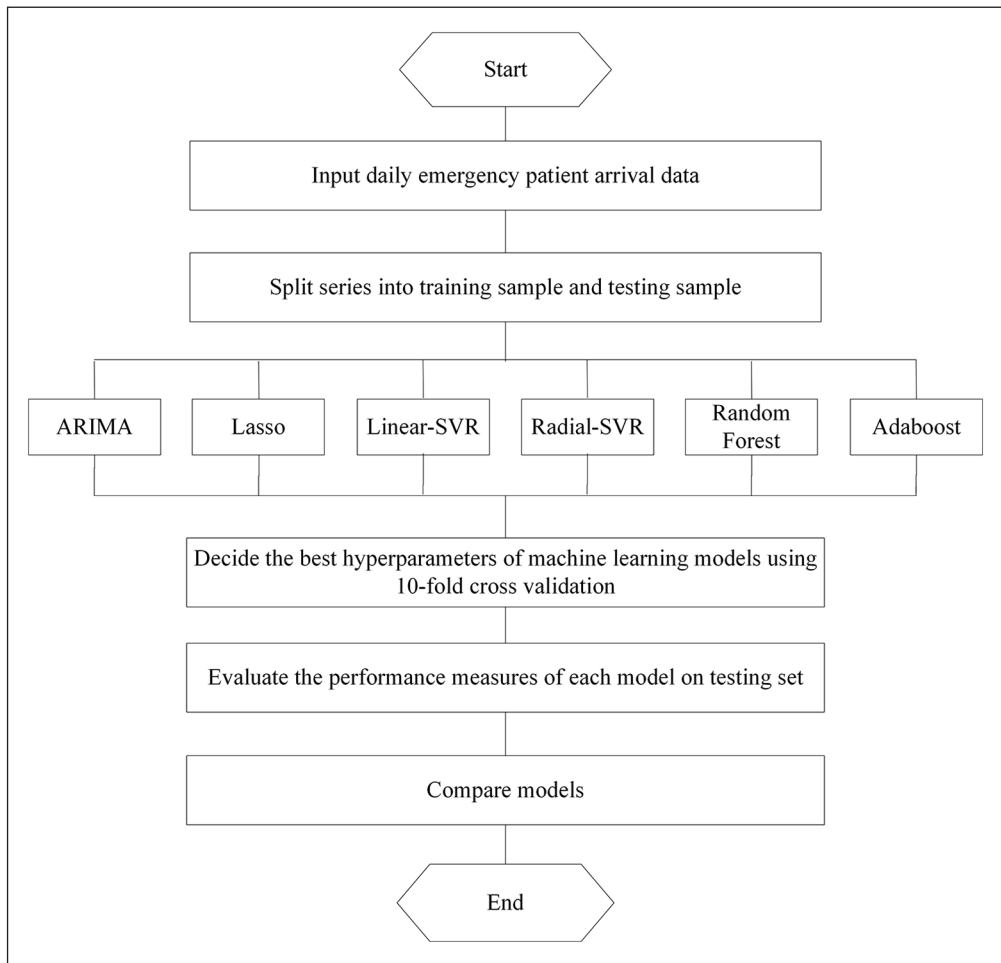 Start
Input daily emergency patient arrival data
Split series into training sample and testing sample
ARIMA
Lasso
Linear-SVR
Radial-SVR
Random
Forest
Adaboost
Decide the best hyperparameters of machine learning models using
10-fold cross validation
Evaluate the performance measures of each model on testing set
Compare models
End